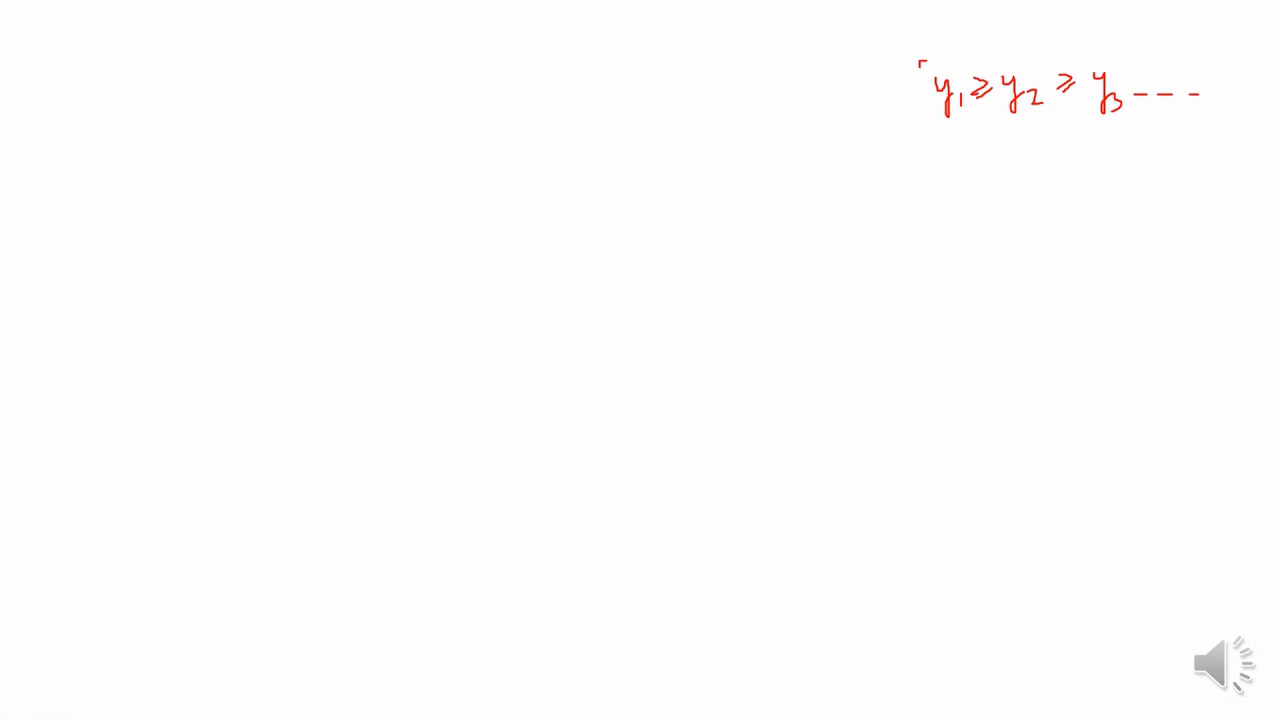 y₁ ⩾ y₂ ⩾ y₃ - - -